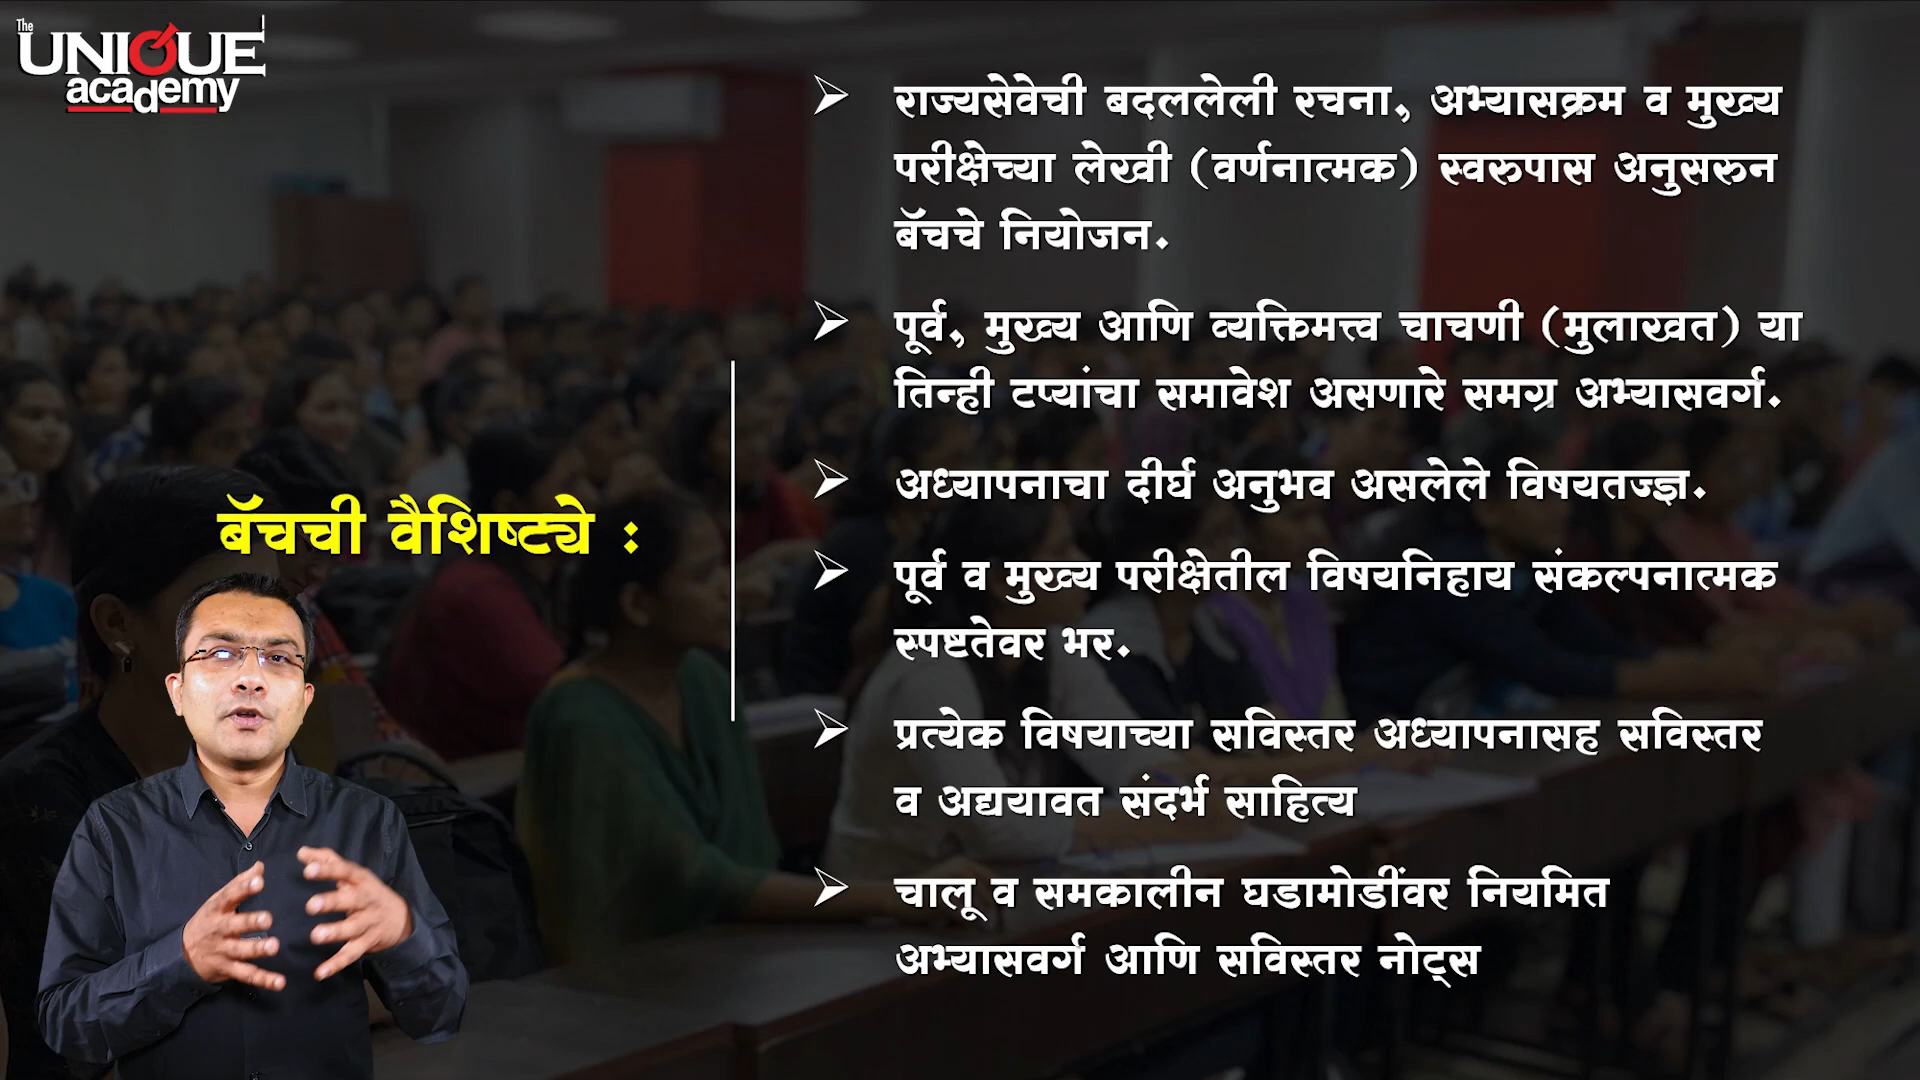 The
UNIQUE
academy
राज्यसेवेची बदललेली रचना, अभ्यासक्रम व मुख्य
परीक्षेच्या लेखी (वर्णनात्मक) स्वरुपास अनुसरुन
बॅचचे नियोजन.
पूर्व, मुख्य आणि व्यक्तिमत्त्व चाचणी (मुलाखत) या
तिन्ही टप्यांचा समावेश असणारे समग्र अभ्यासवर्ग.
अध्यापनाचा दीर्घ अनुभव असलेले विषयतज्ज्ञ.
बॅचची वैशिष्ट्ये :
पूर्व व मुख्य परीक्षेतील विषयनिहाय संकल्पनात्मक
स्पष्टतेवर भर.
प्रत्येक विषयाच्या सविस्तर अध्यापनासह सविस्तर
व अद्ययावत संदर्भ साहित्य
चालू व समकालीन घडामोडींवर नियमित
अभ्यासवर्ग आणि सविस्तर नोट्स